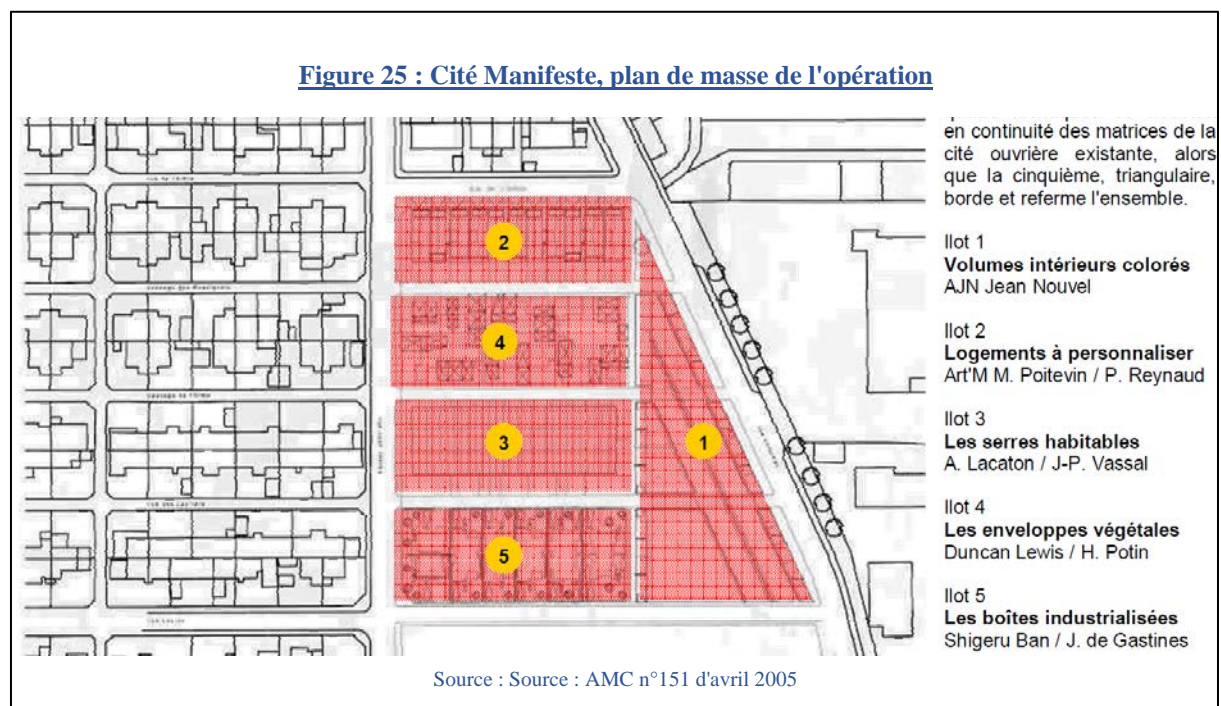 Figure 25 : Cité Manifeste, plan de masse de l'opération
en continuité des matrices de la
cité ouvrière existante, alors
que la cinquième, triangulaire,
borde et referme l'ensemble.
Ilot 1
Volumes intérieurs colorés
AJN Jean Nouvel
Ilot 2
Logements à personnaliser
Art'M M. Poitevin / P. Reynaud
Ilot 3
Les serres habitables
A. Lacaton / J-P. Vassal
Ilot 4
Les enveloppes végétales
Duncan Lewis / H. Potin
Ilot 5
Les boîtes industrialisées
Shigeru Ban / J. de Gastines
2
4
3
1
5
Source : Source : AMC n°151 d'avril 2005